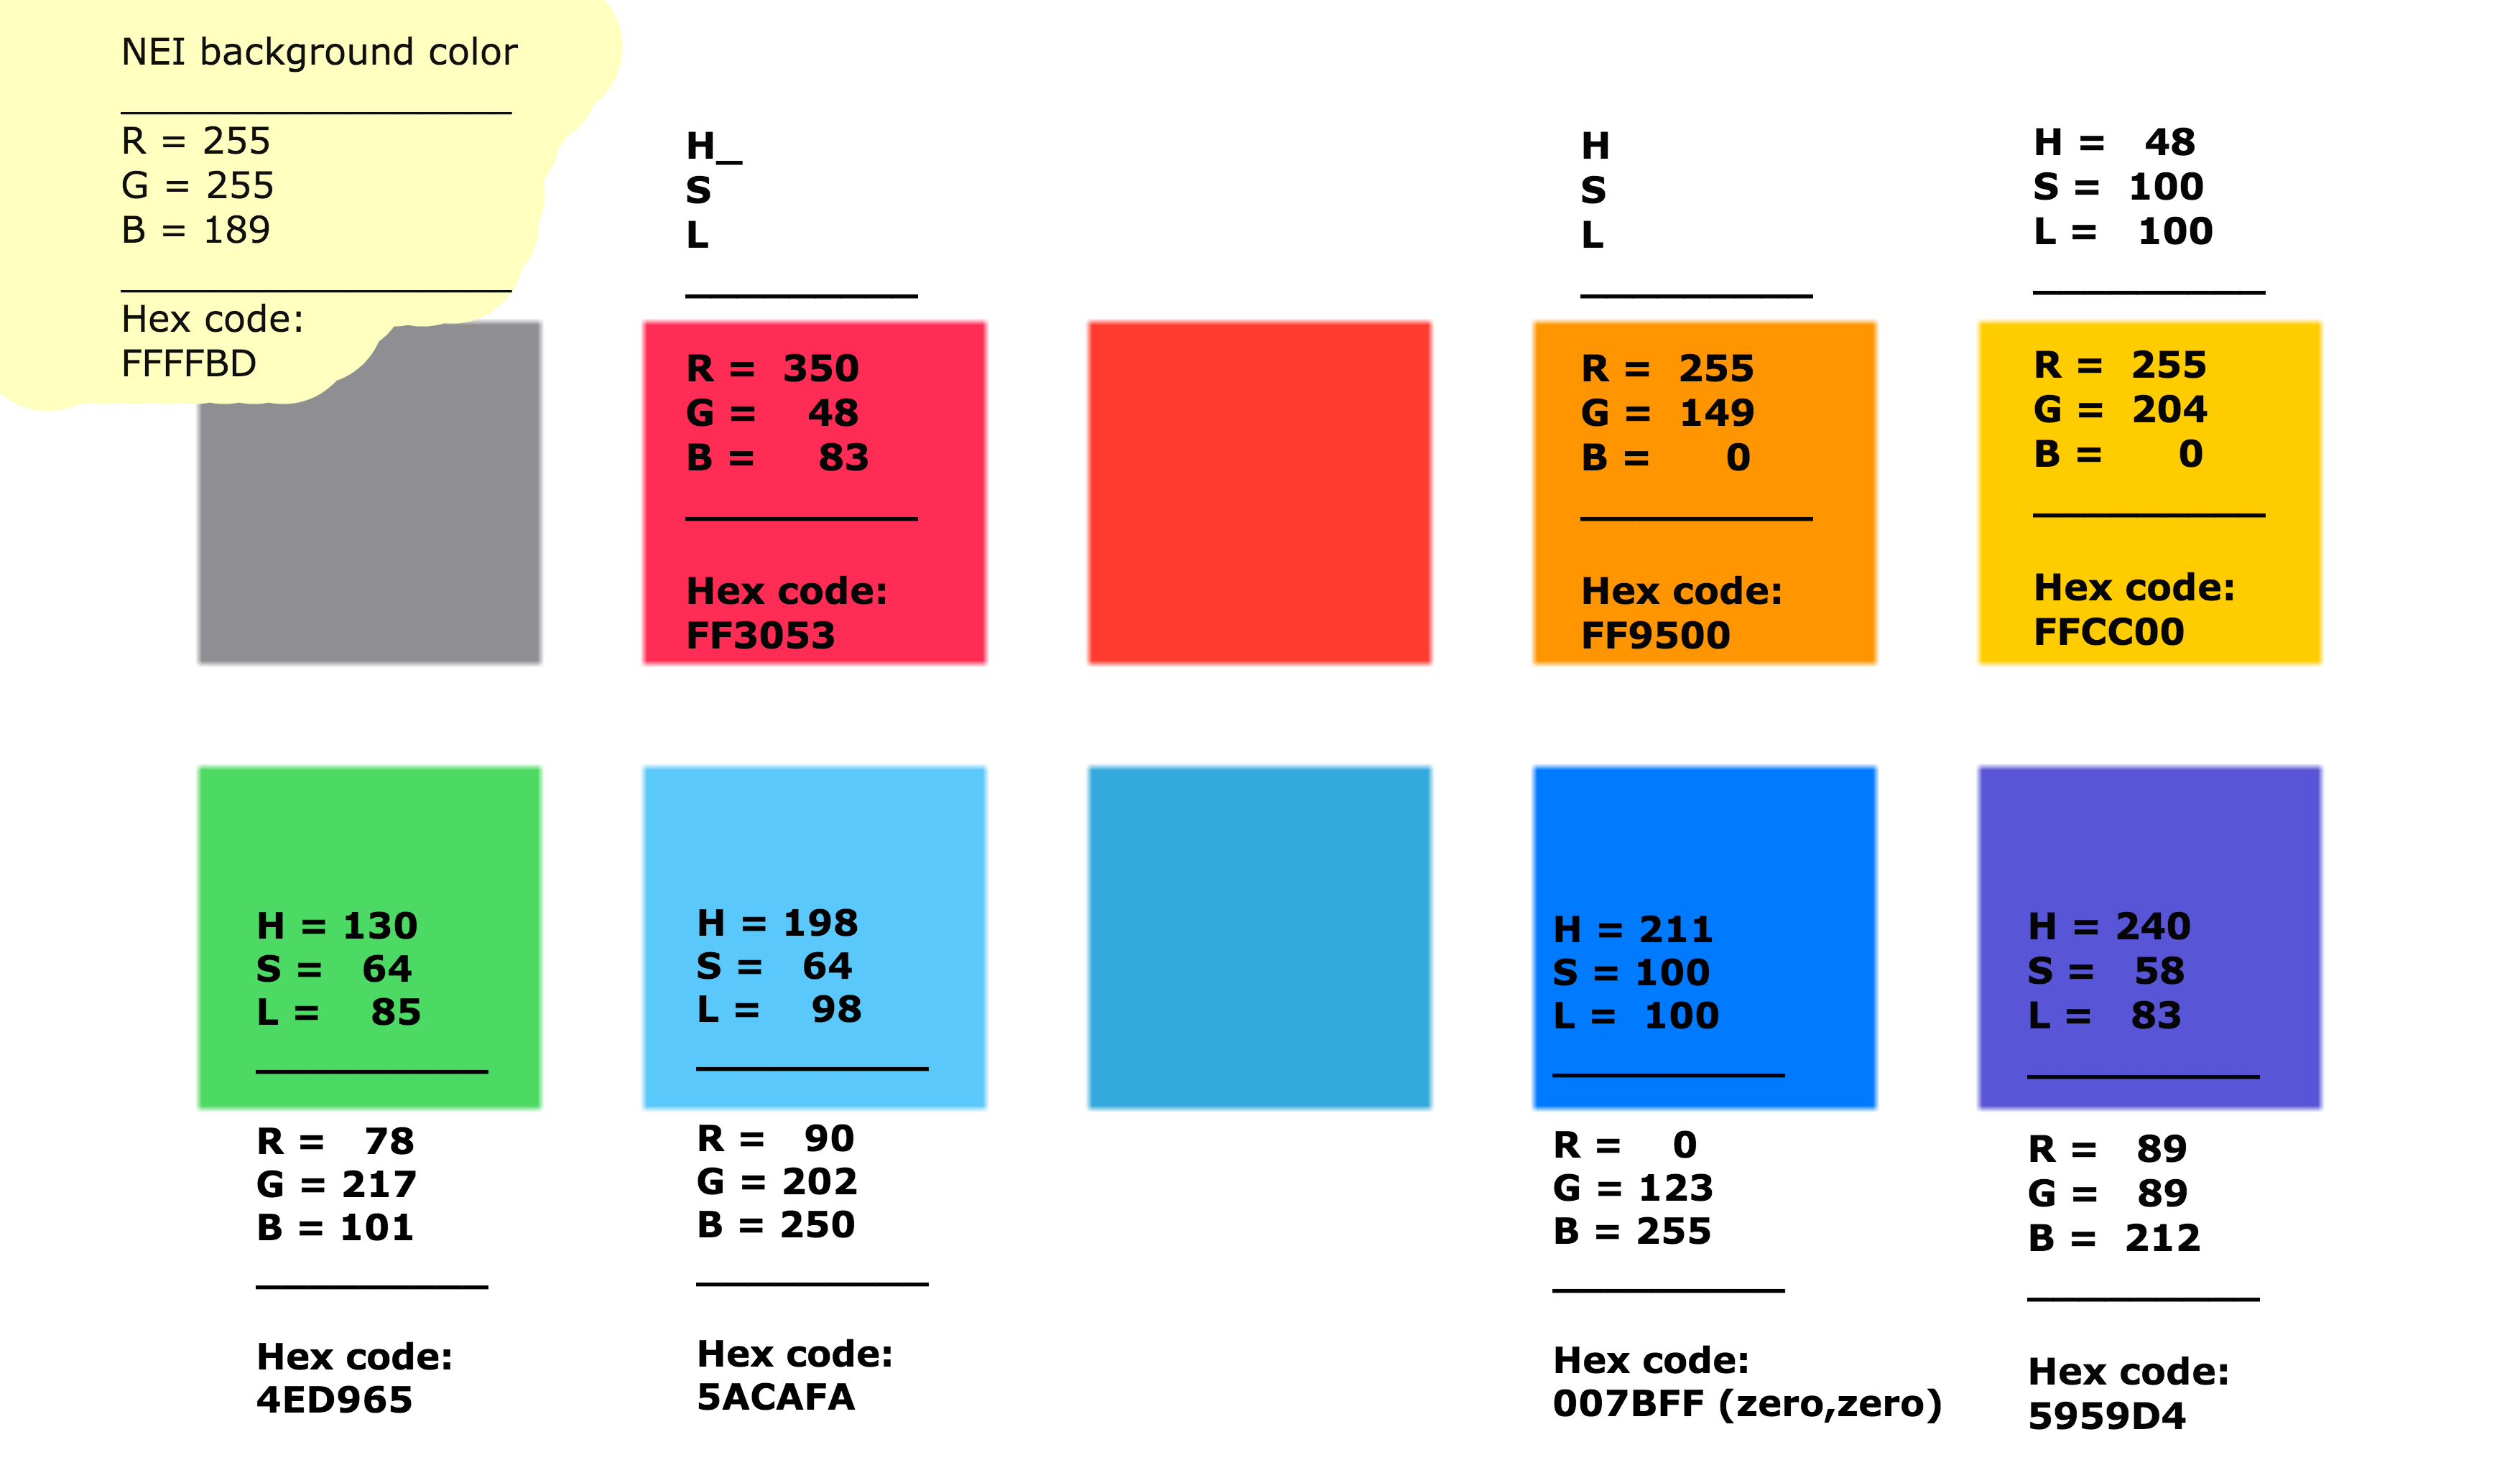 NEI background color
R = 255
G = 255
B = 189
Hex code:
FFFFBD
H_
S
L
R = 350
G = 48
B = 83
Hex code:
FF3053
H
S
L
R = 255
G = 149
B = 0
Hex code:
FF9500
H = 48
S = 100
L = 100
R = 255
G = 204
B = 0
Hex code:
FFCC00
H = 130
S = 64
L = 85
R = 78
G = 217
B = 101
Hex code:
4ED965
H = 198
S = 64
L = 98
R = 90
G = 202
B = 250
Hex code:
5ACAFA
H = 211
S = 100
L = 100
R = 0
G = 123
B = 255
Hex code:
007BFF (zero,zero)
H = 240
S = 58
L = 83
R = 89
G = 89
B = 212
Hex code:
5959D4